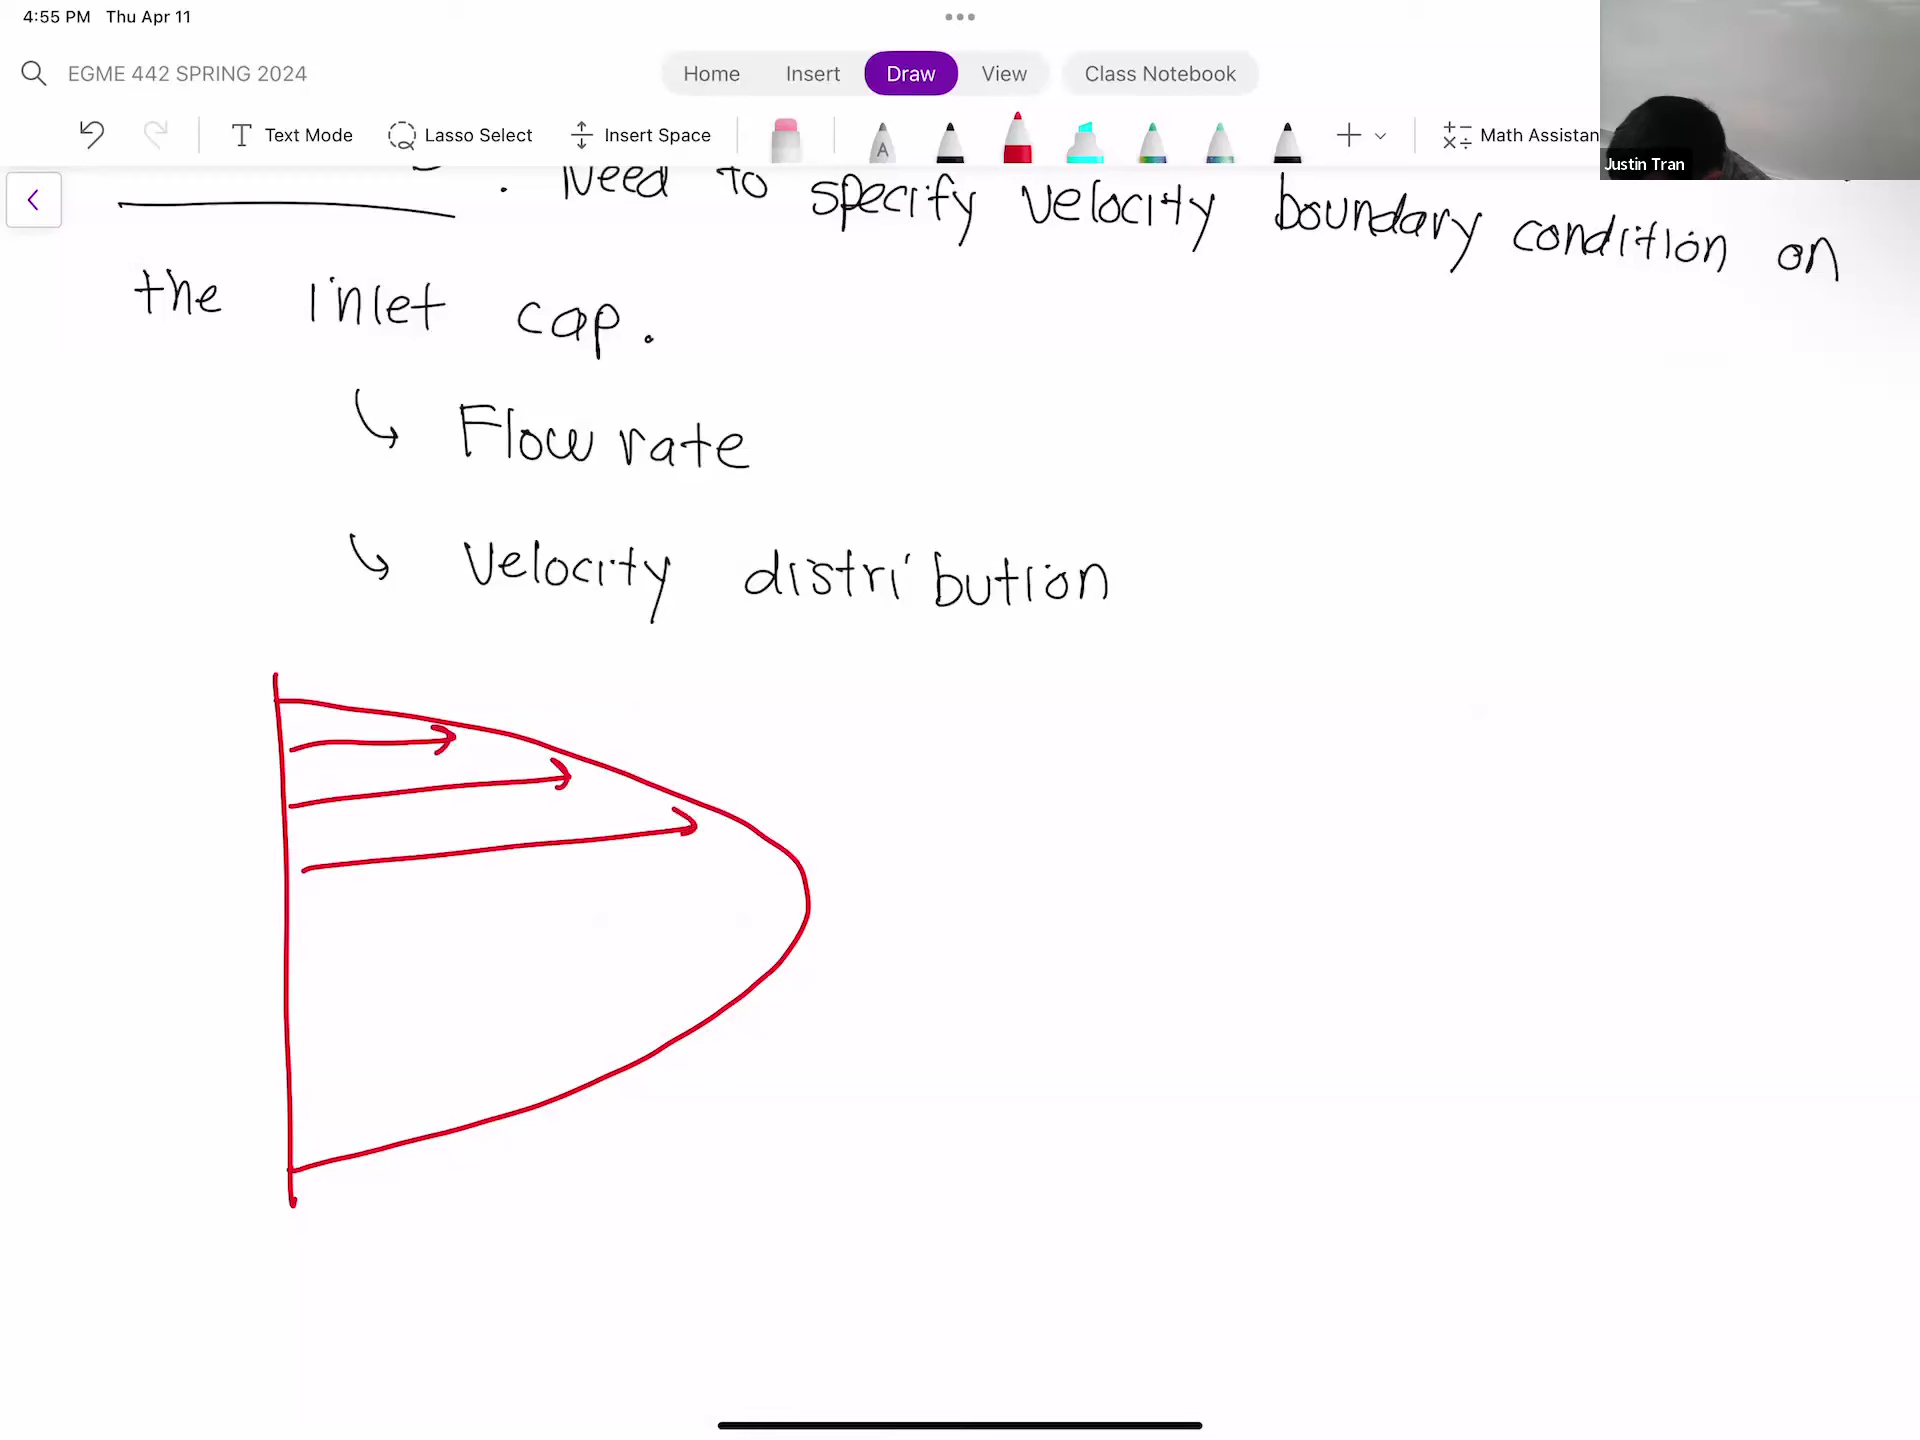 4:55 PM Thu Apr 11
EGME 442 SPRING 2024
Home Insert Draw View Class Notebook
Text Mode Lasso Select Insert Space A Math Assistan
Justin Tran
Need to specify velocity boundary condition on
the inlet cap.
Flow rate
Velocity distribution